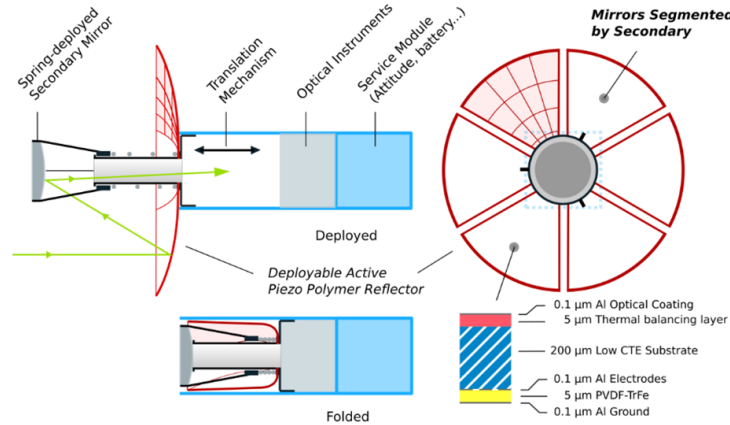 Spring-deployed
Secondary Mirror
Translation
Mechanism
Optical Instruments
Service Module
(Attitude, battery...)
Mirrors Segmented
by Secondary
Deployed
Deployable Active
Piezo Polymer Reflector
0.1 μm Al Optical Coating
5 μm Thermal balancing layer
200 μm Low CTE Substrate
0.1 μm Al Electrodes
5 μm PVDF-TrFe
0.1 μm Al Ground
Folded